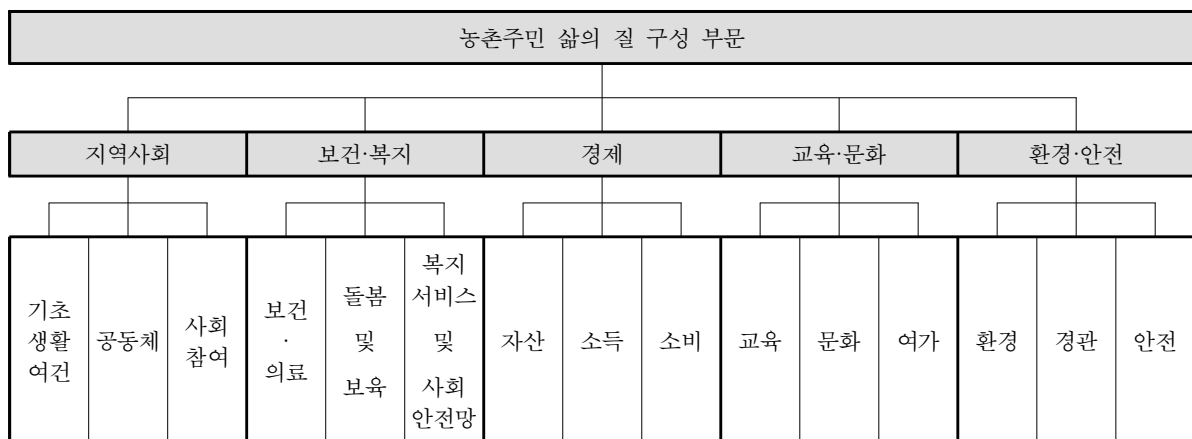 농촌주민 삶의 질 구성 부문
지역사회
보건·복지
경제
교육·문화
환경·안전
기초
생활
여건
공동체
사회
참여
보건
·
의료
돌봄
및
보육
복지
서비스
및
사회
안전망
자산
소득
소비
교육
문화
여가
환경
경관
안전